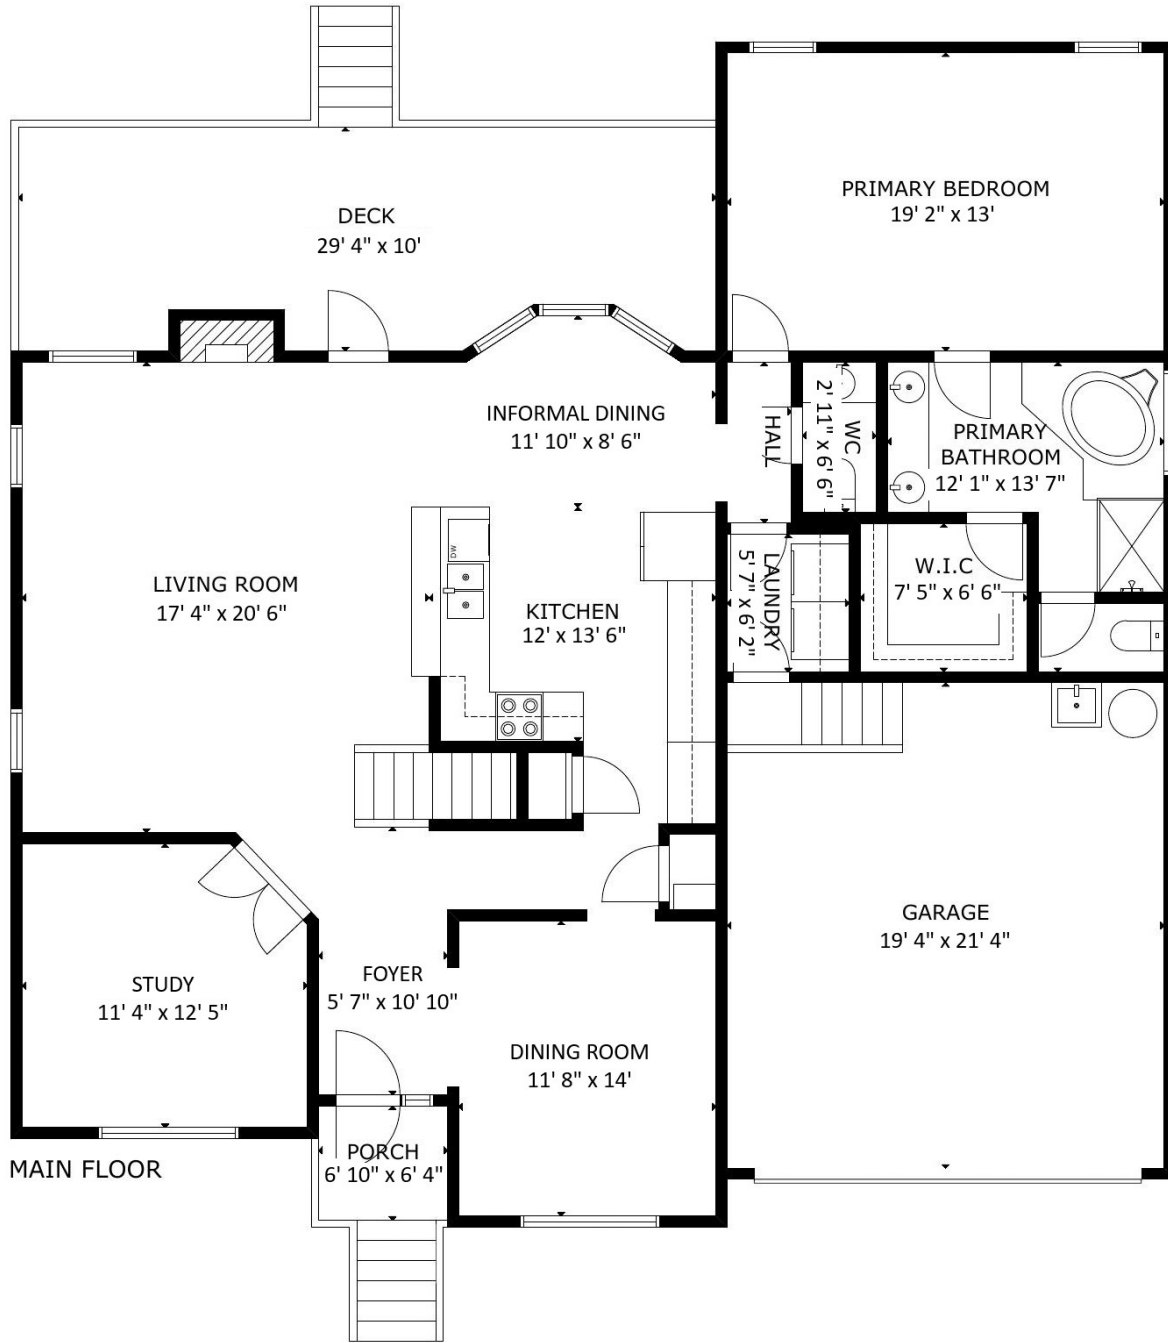 PRIMARY BEDROOM
19' 2" x 13'
DECK
29' 4" x 10'
INFORMAL DINING
11' 10" x 8' 6"
HALL
WC
2' 11" x 6' 6"
PRIMARY
BATHROOM
12' 1" x 13' 7"
LIVING ROOM
17' 4" x 20' 6"
DW
KITCHEN
12' x 13' 6"
LAUNDRY
5' 7" x 6' 2"
W.I.C
7' 5" x 6' 6"
GARAGE
19' 4" x 21' 4"
STUDY
11' 4" x 12' 5"
FOYER
5' 7" x 10' 10"
DINING ROOM
11' 8" x 14'
PORCH
6' 10" x 6' 4"
MAIN FLOOR